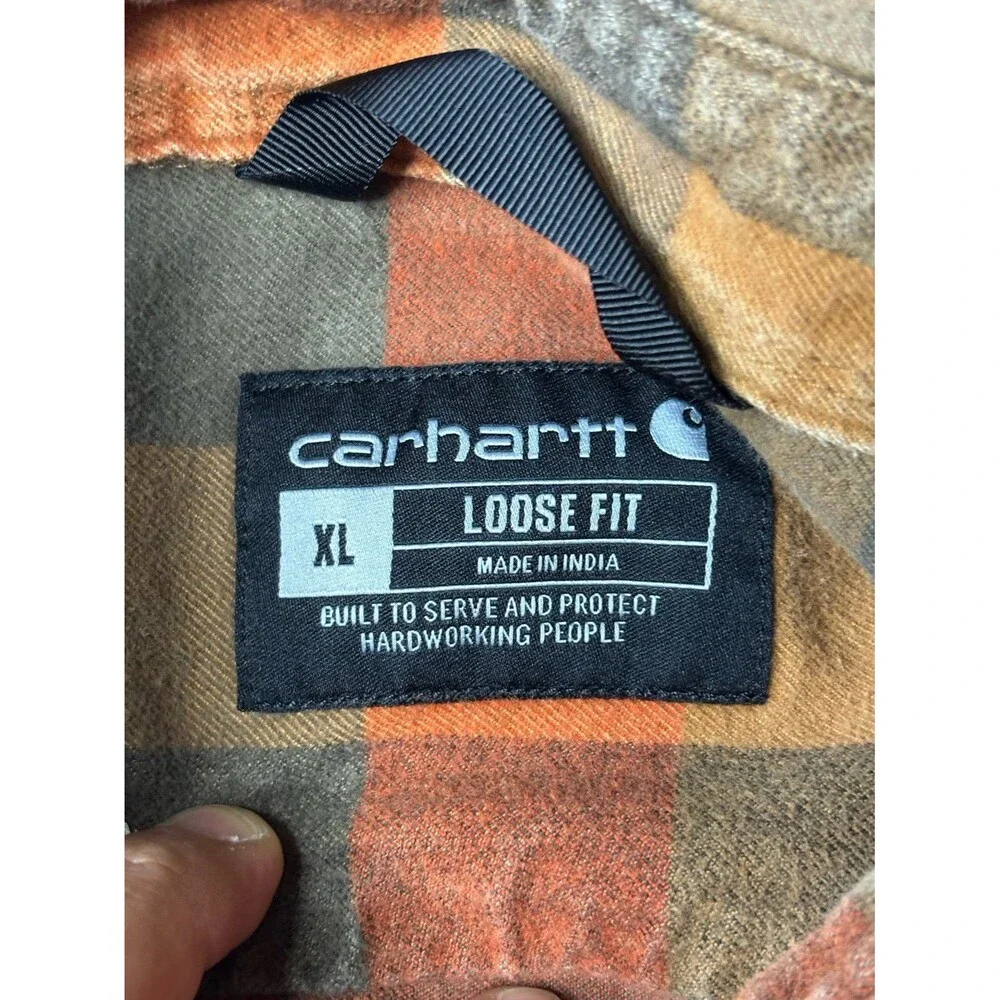 carhartt
XL
LOOSE FIT
MADE IN INDIA
BUILT TO SERVE AND PROTECT
HARDWORKING PEOPLE